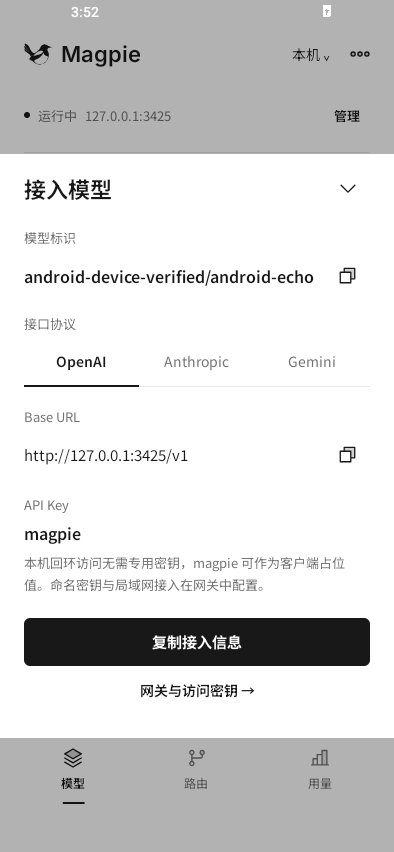 3:52
Magpie
本机
运行中 127.0.0.1:3425
管理
接入模型
模型标识
android-device-verified/android-echo
接口协议
OpenAI Anthropic Gemini
Base URL
http://127.0.0.1:3425/v1
API Key
magpie
本机回环访问无需专用密钥，magpie 可作为客户端占位
值。命名密钥与局域网接入在网关中配置。
复制接入信息
网关与访问密钥 →
模型 路由 用量